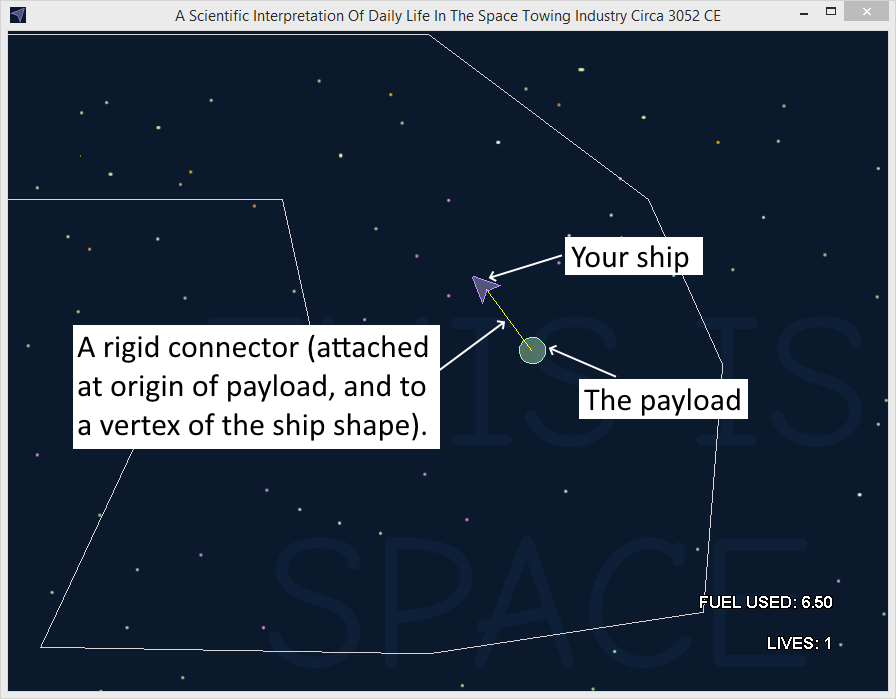 A Scientific Interpretation Of Daily Life In The Space Towing Industry Circa 3052 CE
Your ship
THIS IS
A rigid connector (attached
at origin of payload, and to
a vertex of the ship shape).
The payload
SPACE
FUEL USED: 6.50
LIVES: 1